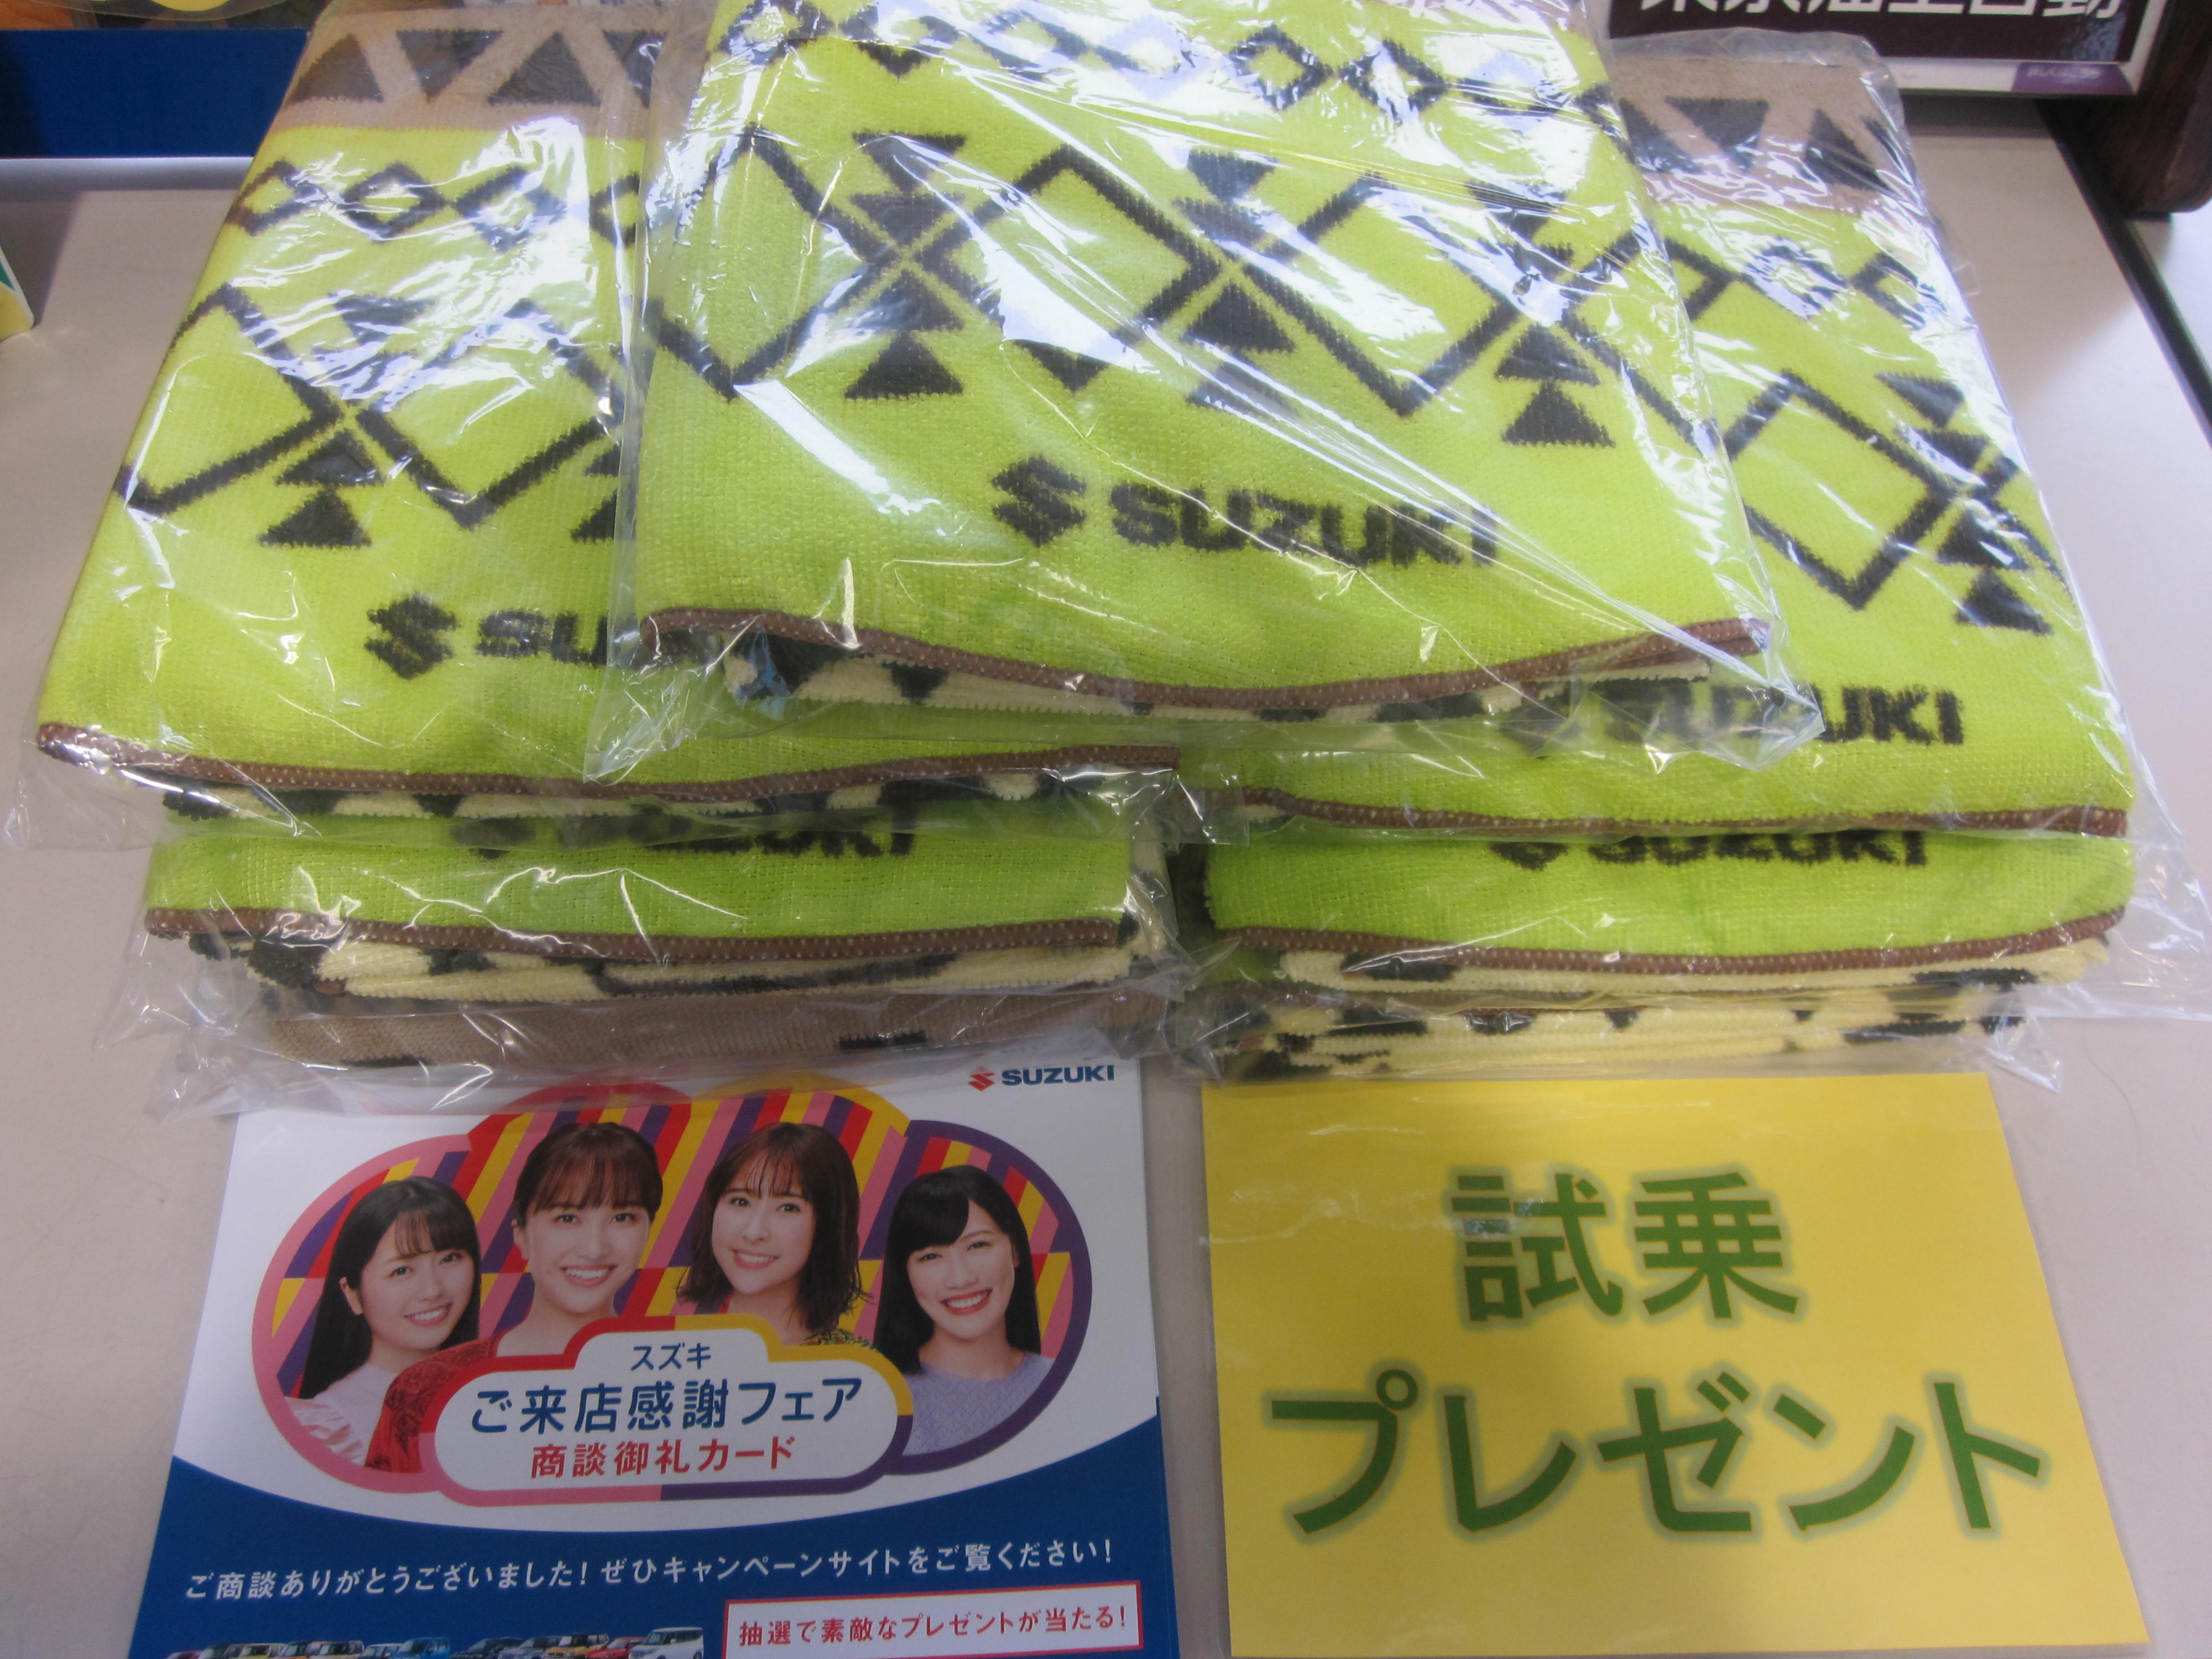 SUZUKI
SU
UKI
SUZUKI
SUZUKI
スズキ
ご来店感謝フェア
商談御礼カード
ご商談ありがとうございました！ぜひキャンペーンサイトをご覧ください！
抽選で素敵なプレゼントが当たる！
試乗
プレゼント